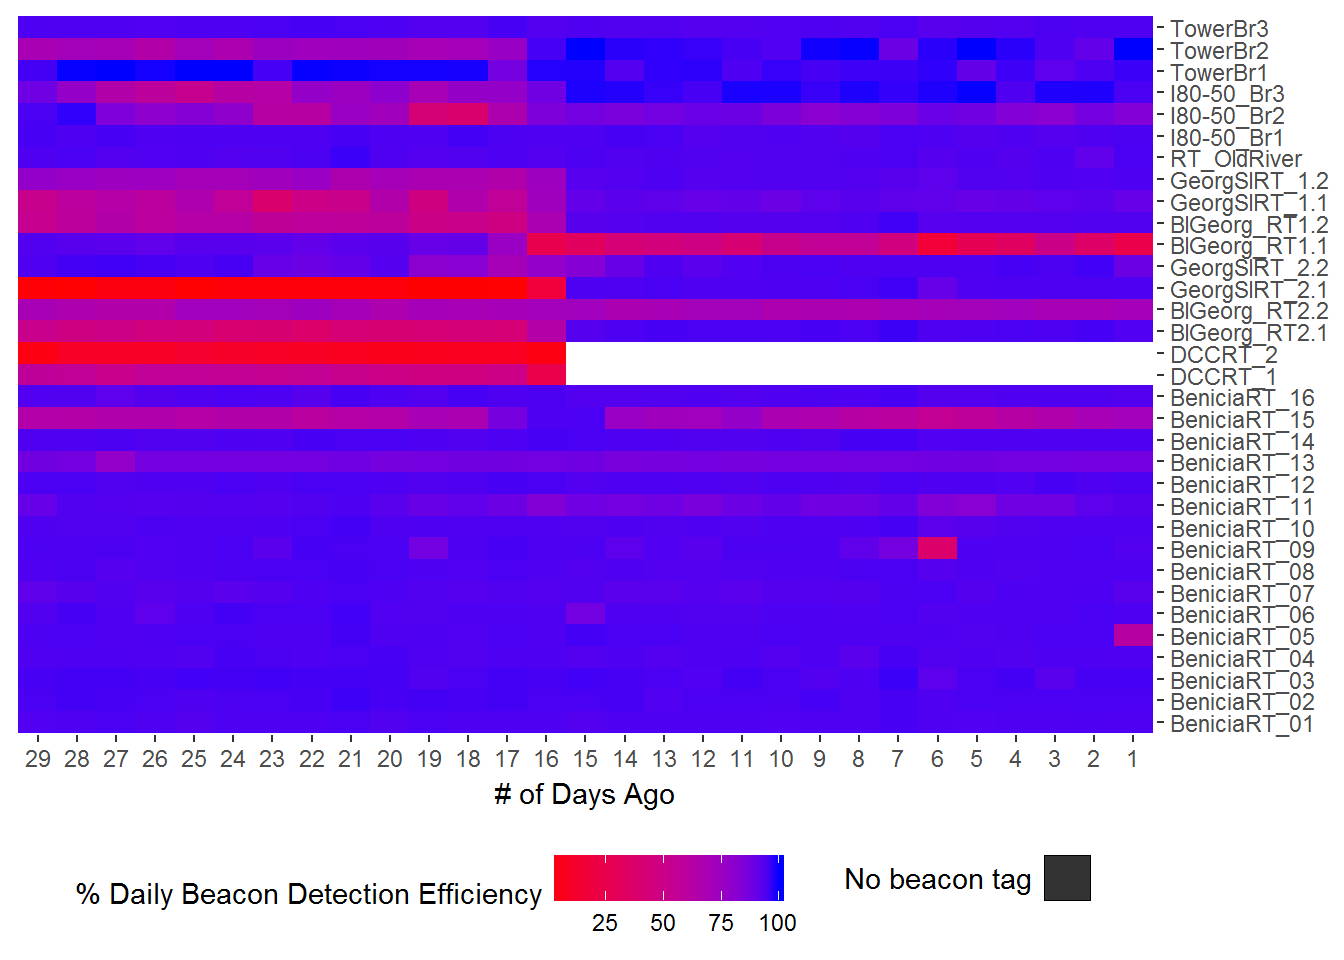 TowerBr3
TowerBr2
TowerBr1
I80-50_Br3
I80-50_Br2
I80-50_Br1
RT_OldRiver
GeorgSlRT_1.2
GeorgSlRT_1.1
BlGeorg_RT1.2
BlGeorg_RT1.1
GeorgSlRT_2.2
GeorgSlRT_2.1
BlGeorg_RT2.2
BlGeorg_RT2.1
DCCRT_2
DCCRT_1
BeniciaRT_16
BeniciaRT_15
BeniciaRT_14
BeniciaRT_13
BeniciaRT_12
BeniciaRT_11
BeniciaRT_10
BeniciaRT_09
BeniciaRT_08
BeniciaRT_07
BeniciaRT_06
BeniciaRT_05
BeniciaRT_04
BeniciaRT_03
BeniciaRT_02
BeniciaRT_01
29 28 27 26 25 24 23 22 21 20 19 18 17 16 15 14 13 12 11 10 9 8 7 6 5 4 3 2 1
# of Days Ago
% Daily Beacon Detection Efficiency
25 50 75 100
No beacon tag